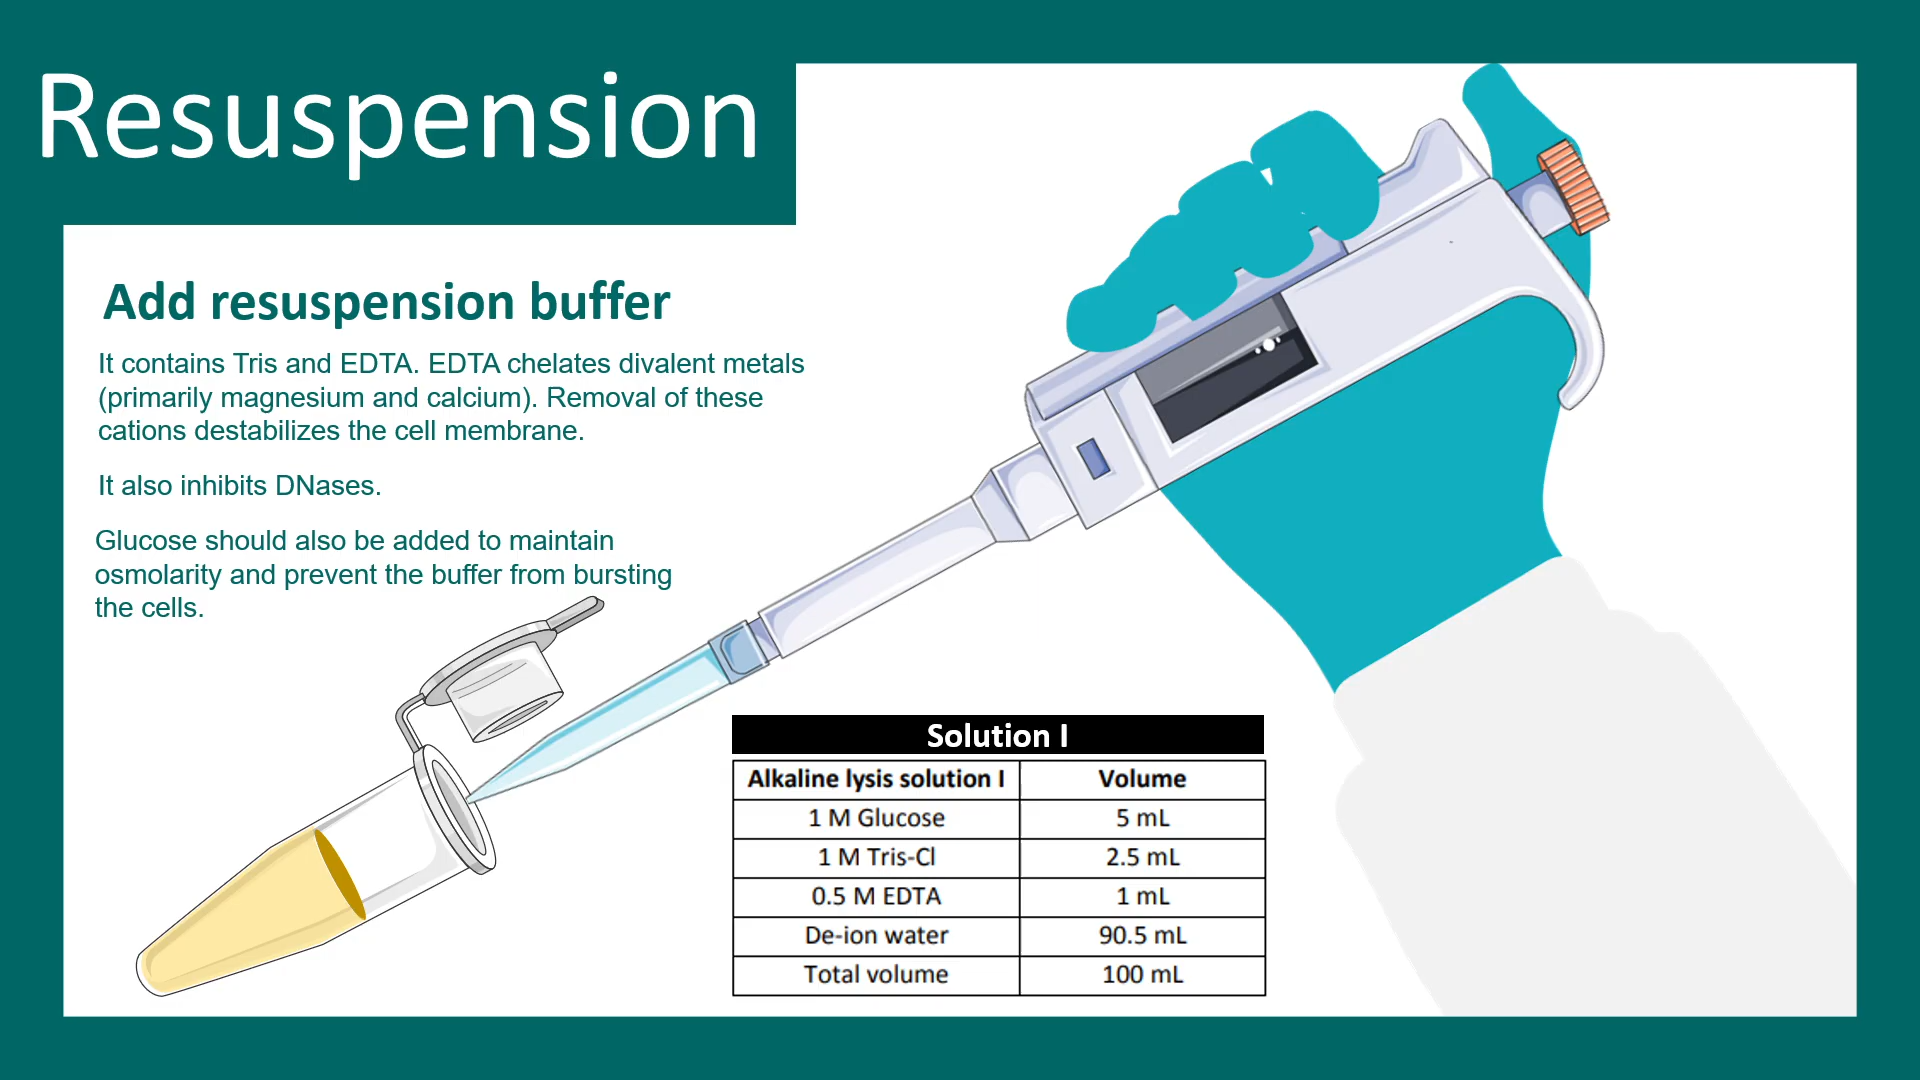 Resuspension
Add resuspension buffer
It contains Tris and EDTA. EDTA chelates divalent metals
(primarily magnesium and calcium). Removal of these
cations destabilizes the cell membrane.
It also inhibits DNases.
Glucose should also be added to maintain
osmolarity and prevent the buffer from bursting
the cells.
Solution I
Alkaline lysis solution I Volume
1 M Glucose 5 mL
1 M Tris-Cl 2.5 mL
0.5 M EDTA 1 mL
De-ion water 90.5 mL
Total volume 100 mL